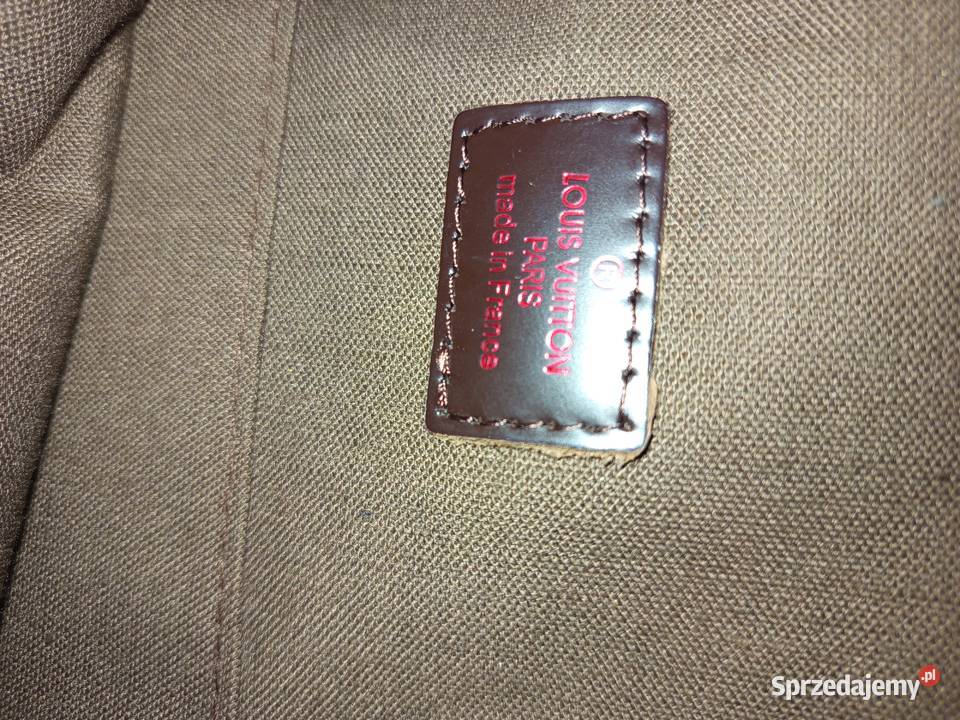 ®
LOUIS VUITTON
PARIS
made in France
Sprzedajemy.pl